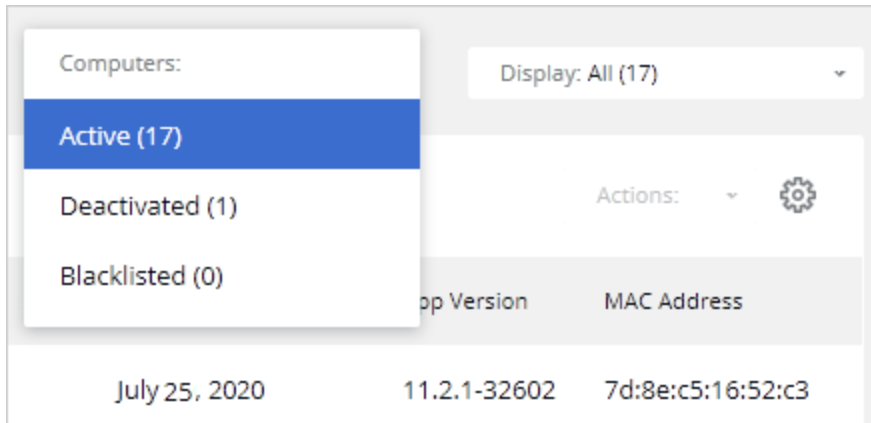 Computers:
Display: All (17)
Active (17)
Actions:
Deactivated (1)
Blacklisted (0)
pp Version
MAC Address
July 25, 2020
11.2.1-32602
7d:8e:c5:16:52:c3